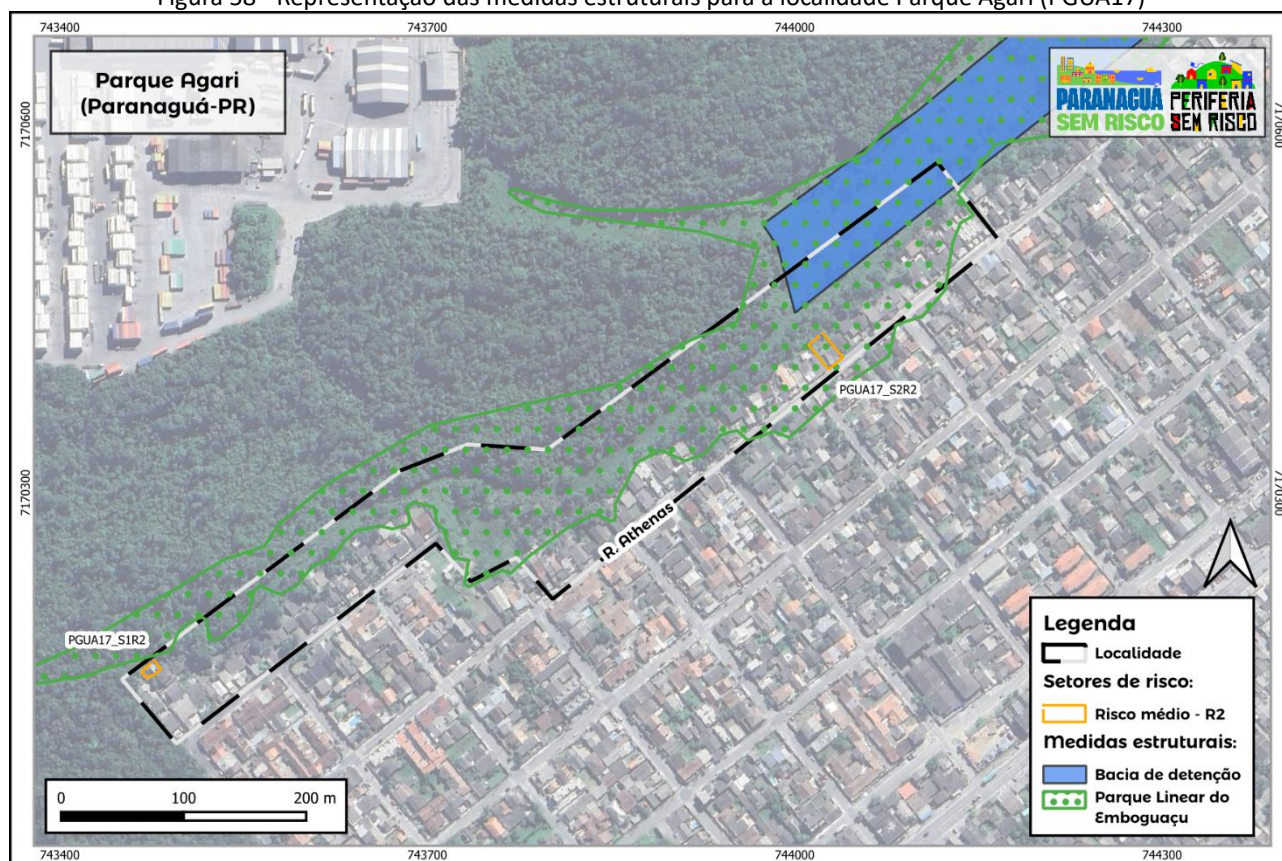 Figura 58 - Representação das medidas estruturais para a localidade Parque Agari (PGUA17)
743400
743700
744000
744300
Parque Agari
(Paranaguá-PR)
PARANAGUÁ
SEM RISCO
PERIFERIA
SEM RISCO
7170600
7170600
PGUA17_S2R2
7170300
7170300
R. Athenas
PGUA17_S1R2
Legenda
Localidade
Setores de risco:
Risco médio - R2
Medidas estruturais:
Bacia de detenção
Parque Linear do
Emboguaçu
0 100 200 m
743400
743700
744000
744300